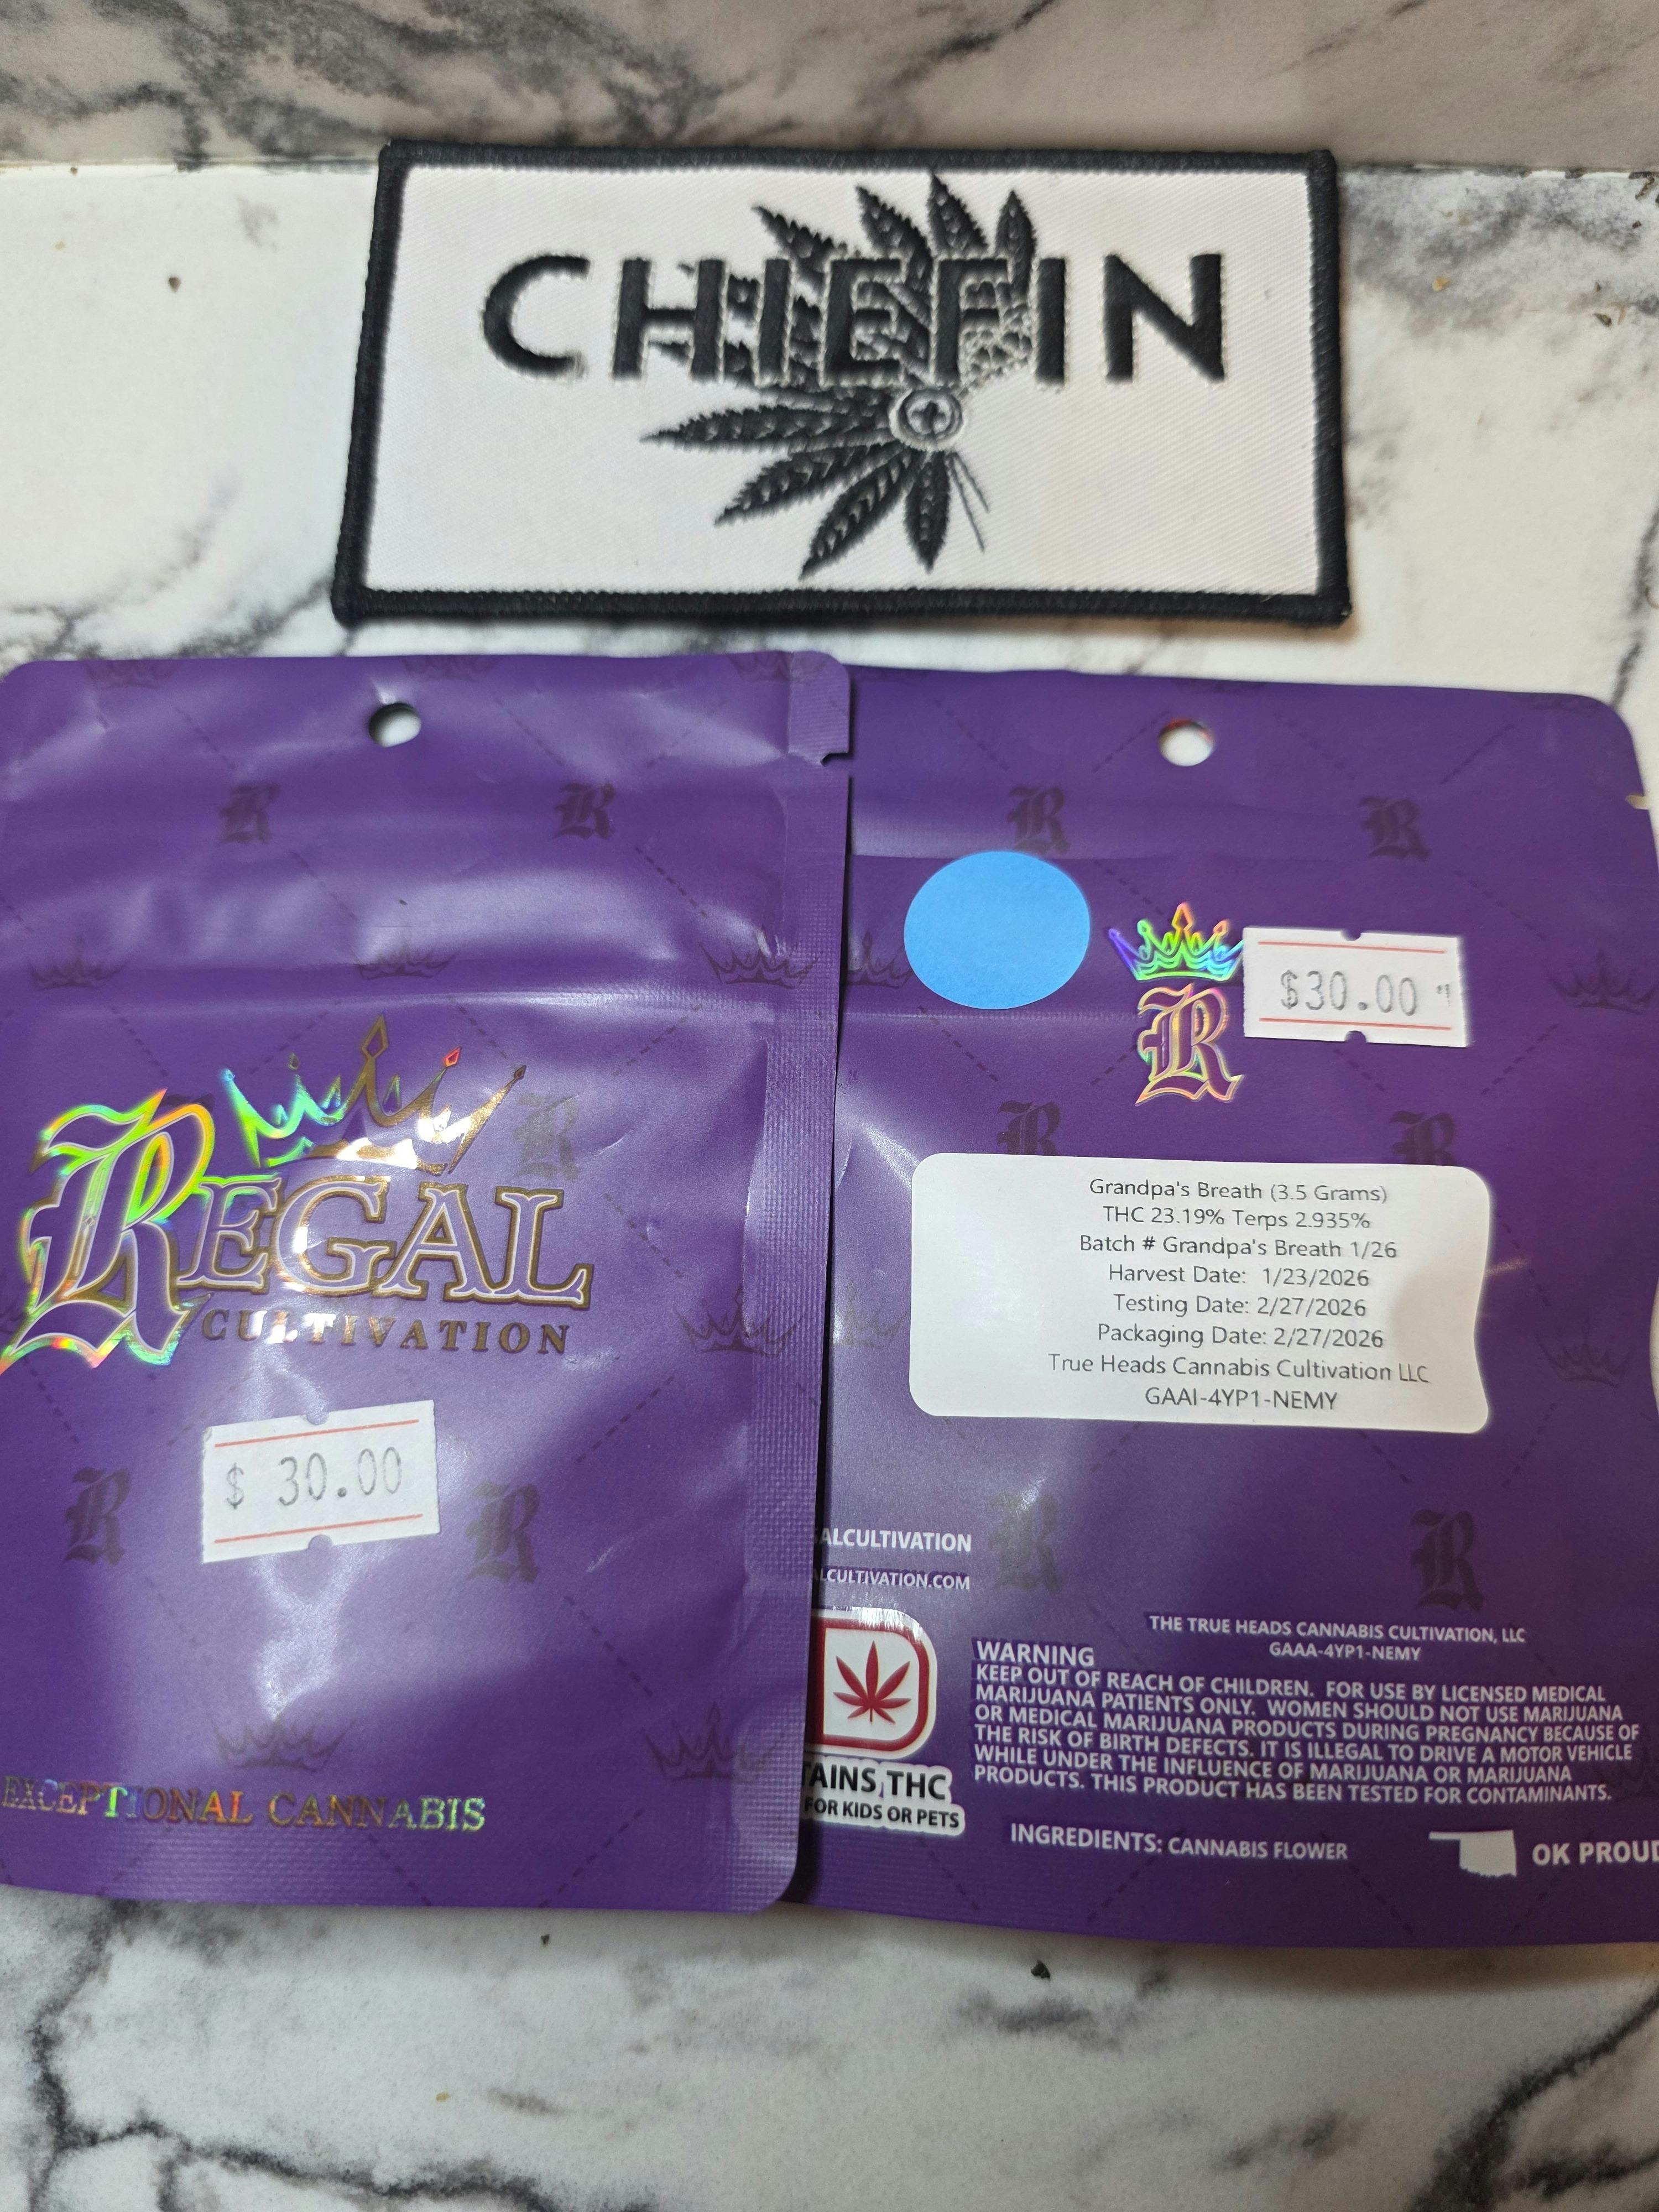 CHIEFIN
REGAL
CULTIVATION
$ 30.00
EXCEPTIONAL CANNABIS
R
$30.00
Grandpa's Breath (3.5 Grams)
THC 23.19% Terps 2.935%
Batch # Grandpa's Breath 1/26
Harvest Date: 1/23/2026
Testing Date: 2/27/2026
Packaging Date: 2/27/2026
True Heads Cannabis Cultivation LLC
GAAI-4YP1-NEMY
ALCULTIVATION
LCULTIVATION.COM
TAINS THC
FOR KIDS OR PETS
THE TRUE HEADS CANNABIS CULTIVATION, LLC
GAAA-4YP1-NEMY
WARNING
KEEP OUT OF REACH OF CHILDREN. FOR USE BY LICENSED MEDICAL
MARIJUANA PATIENTS ONLY. WOMEN SHOULD NOT USE MARIJUANA
OR MEDICAL MARIJUANA PRODUCTS DURING PREGNANCY BECAUSE OF
THE RISK OF BIRTH DEFECTS. IT IS ILLEGAL TO DRIVE A MOTOR VEHICLE
WHILE UNDER THE INFLUENCE OF MARIJUANA OR MARIJUANA
PRODUCTS. THIS PRODUCT HAS BEEN TESTED FOR CONTAMINANTS.
INGREDIENTS: CANNABIS FLOWER
OK PROUD